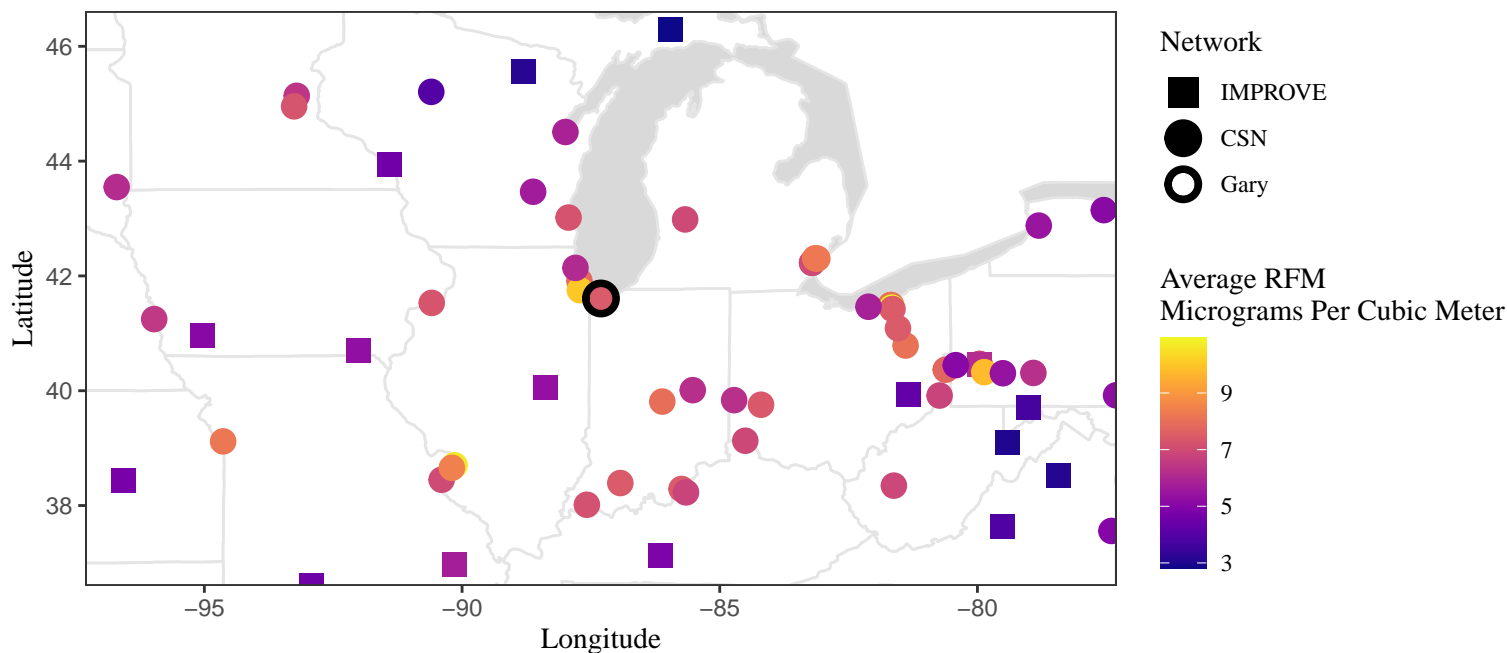 46
44
42
40
38
Latitude
−95
−90
−85
−80
Longitude
Network
IMPROVE
CSN
Gary
Average RFM
Micrograms Per Cubic Meter
9
7
5
3